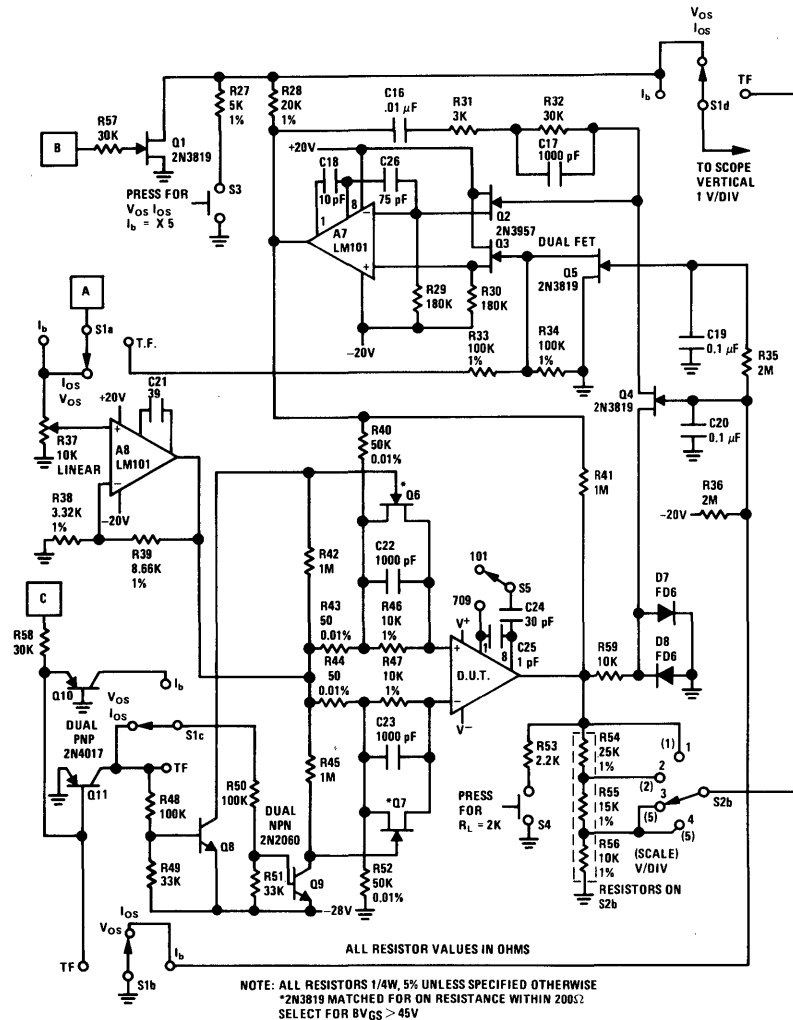 VOS
IOS
R27
5K
1%
R28
20K
1%
C16
.01 µF
R31
3K
R32
30K
Ib
TF
S1d
B
R57
30K
Q1
2N3819
+20V
C18
10 pF
C26
75 pF
C17
1000 pF
TO SCOPE
VERTICAL
1 V/DIV
PRESS FOR
VOS IOS
Ib = X 5
S3
1
8
A7
LM101
–
+
Q2
2N3957
Q3
DUAL FET
Q5
2N3819
A
S1a
Ib
T.F.
IOS
VOS
R29
180K
R30
180K
–20V
R33
100K
1%
R34
100K
1%
C19
0.1 µF
R35
2M
Q4
2N3819
C20
0.1 µF
C21
39
+20V
R37
10K
LINEAR
+
A8
LM101
–
–20V
R38
3.32K
1%
R39
8.66K
1%
R40
50K
0.01%
*
Q6
R41
1M
R36
2M
–20V
R42
1M
C22
1000 pF
101
S5
709
C24
30 pF
C25
1 pF
D7
FD6
C
R58
30K
R43
50
0.01%
R46
10K
1%
V+
1
8
+
D.U.T.
–
V–
R59
10K
D8
FD6
R44
50
0.01%
R47
10K
1%
Q10
VOS
IOS
Ib
S1c
DUAL
PNP
2N4017
TF
Q11
R45
1M
C23
1000 pF
R50
100K
DUAL
NPN
2N2060
*Q7
R53
2.2K
R54
25K
1%
(1)
1
2
(2)
R55
15K
1%
3
(5)
S2b
4
(5)
R48
100K
Q8
PRESS
FOR
RL = 2K
S4
R56
10K
1%
(SCALE)
V/DIV
R49
33K
R51
33K
Q9
R52
50K
0.01%
–28V
RESISTORS ON
S2b
IOS
VOS
Ib
TF
S1b
ALL RESISTOR VALUES IN OHMS
NOTE: ALL RESISTORS 1/4W, 5% UNLESS SPECIFIED OTHERWISE
*2N3819 MATCHED FOR ON RESISTANCE WITHIN 200Ω
SELECT FOR BVGS > 45V